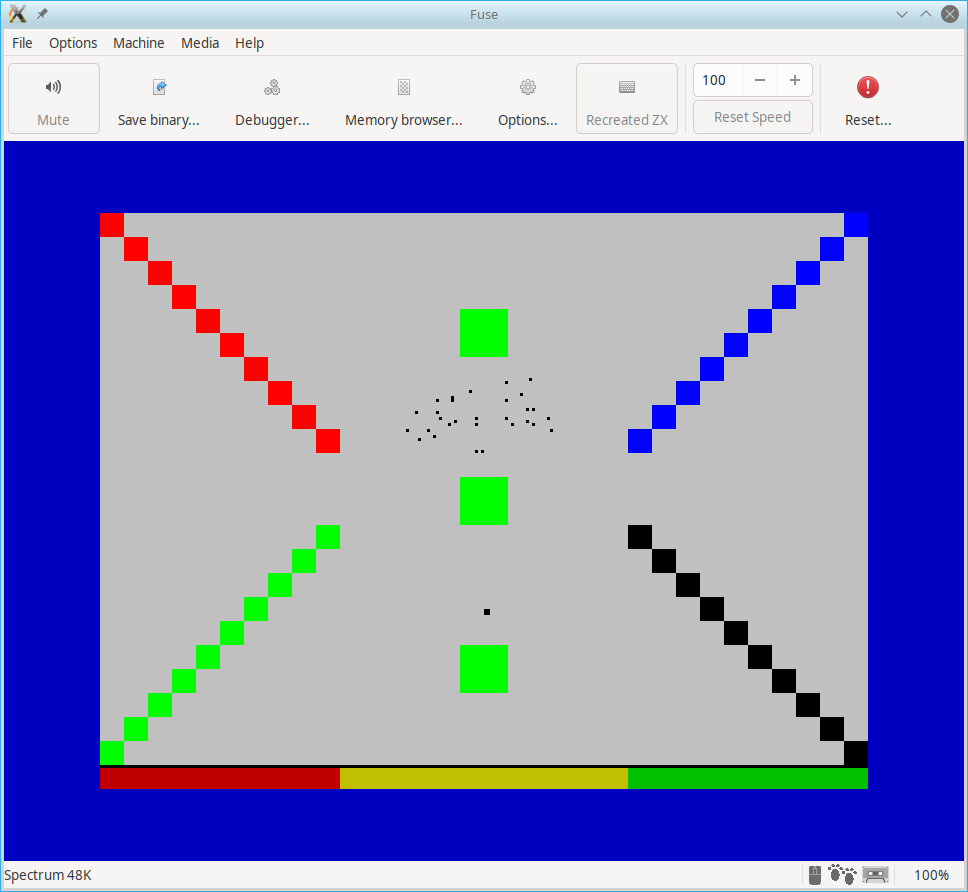 Fuse
File Options Machine Media Help
Mute Save binary... Debugger... Memory browser... Options... Recreated ZX 100 Reset Speed Reset...
Spectrum 48K 100%